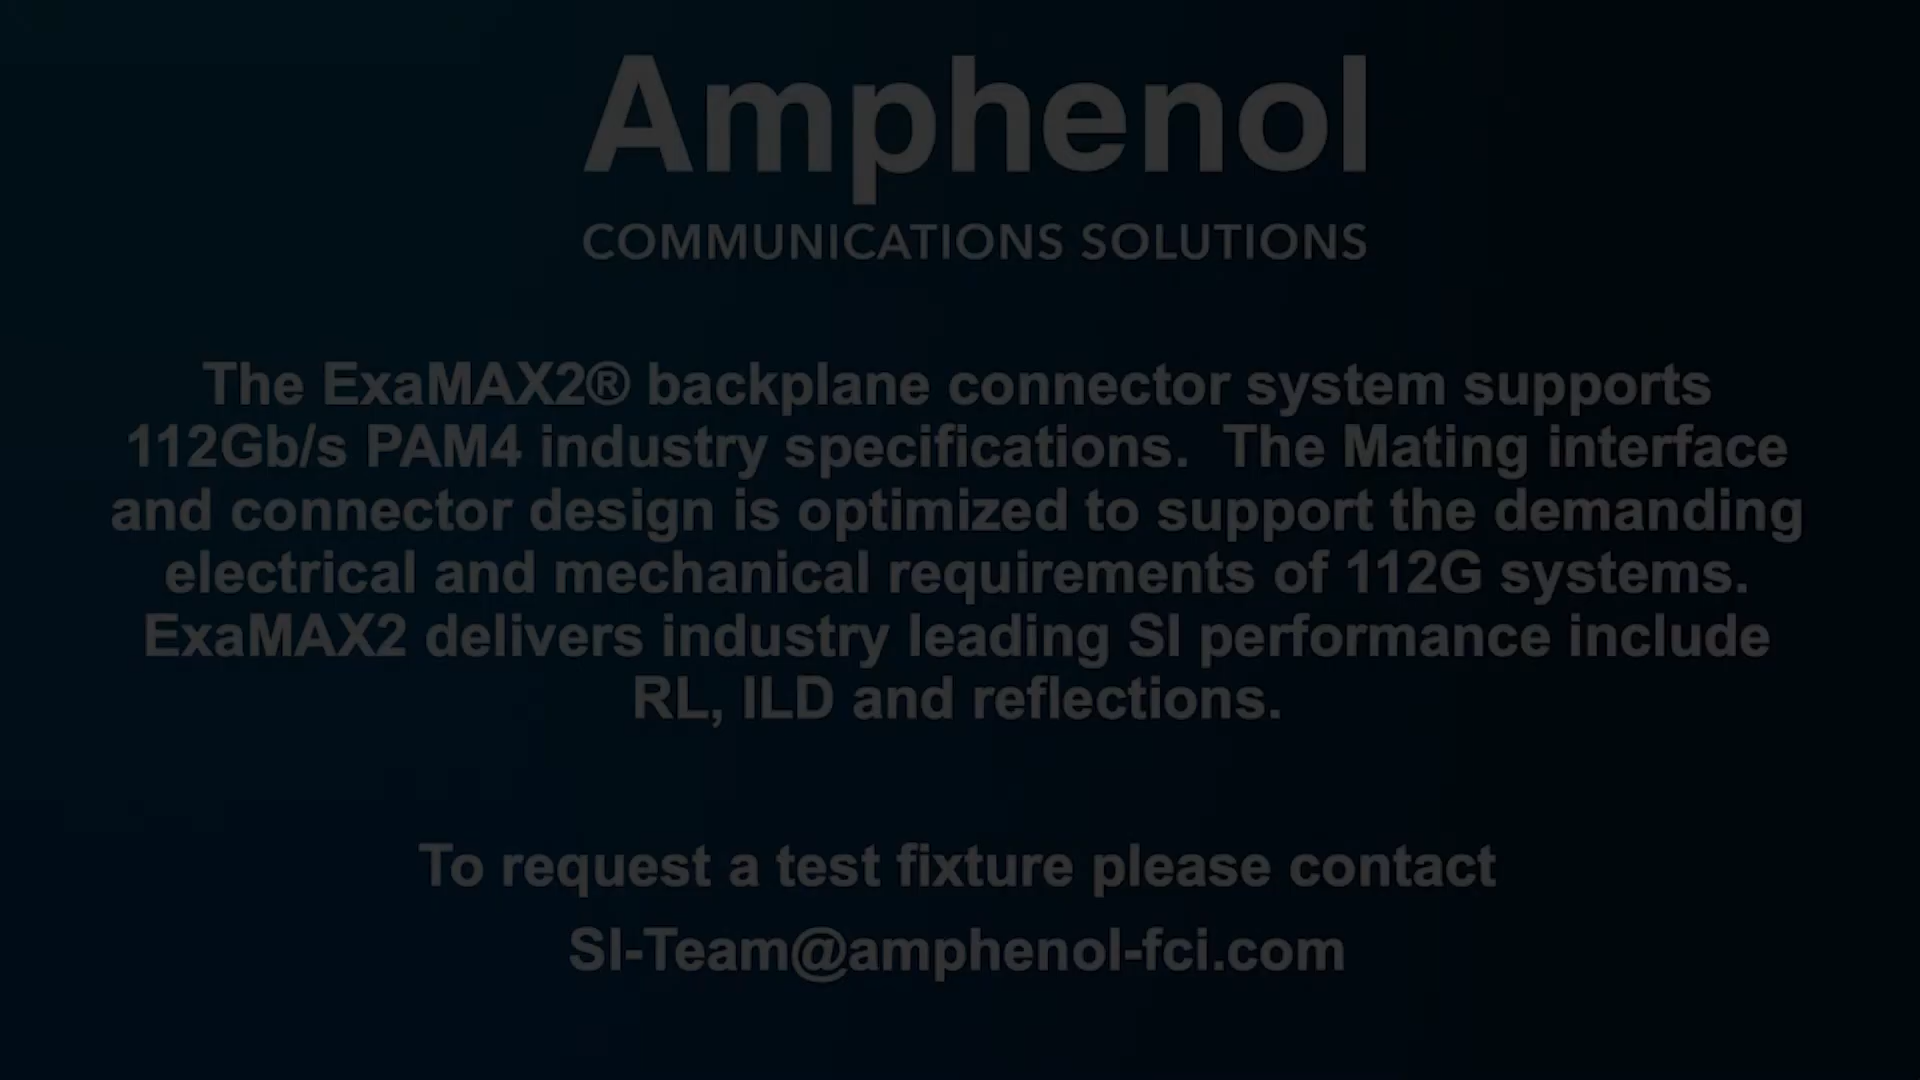 Amphenol
COMMUNICATIONS SOLUTIONS
The ExaMAX2® backplane connector system supports
112Gb/s PAM4 industry specifications.  The Mating interface
and connector design is optimized to support the demanding
electrical and mechanical requirements of 112G systems.
ExaMAX2 delivers industry leading SI performance include
RL, ILD and reflections.
To request a test fixture please contact
SI-Team@amphenol-fci.com